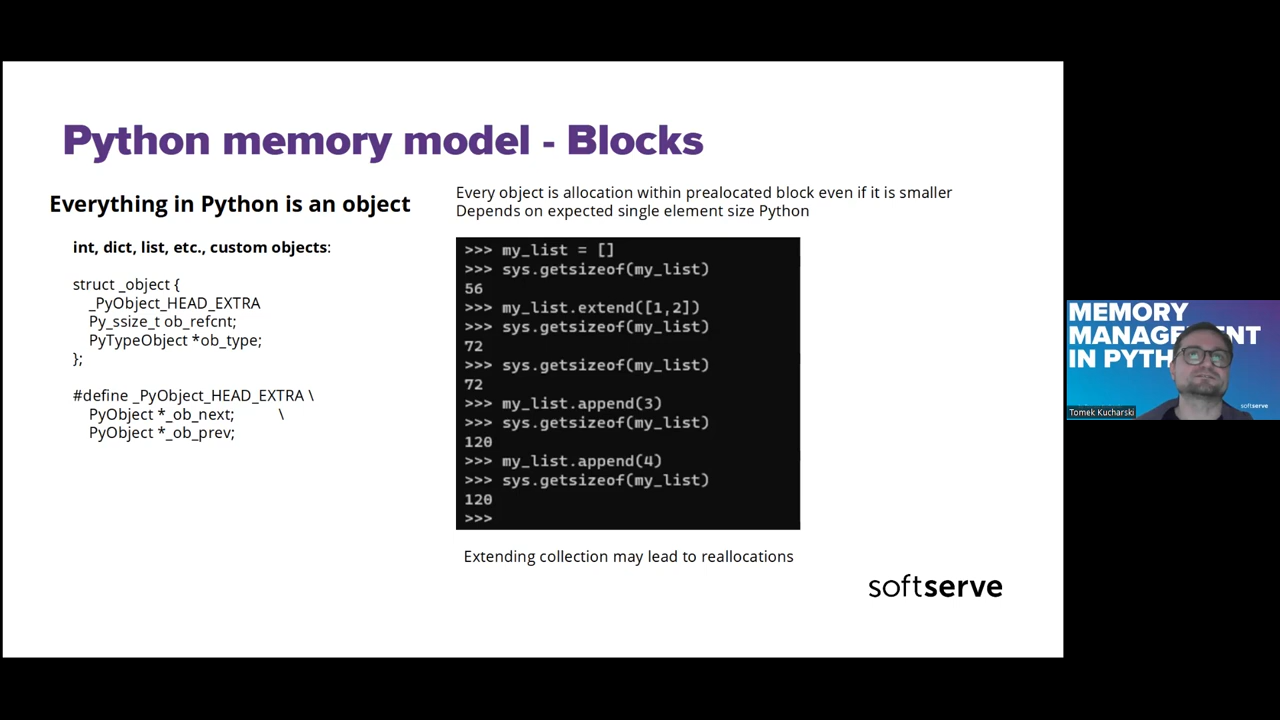 Python memory model - Blocks
Everything in Python is an object
int, dict, list, etc., custom objects:
struct _object {
_PyObject_HEAD_EXTRA
Py_ssize_t ob_refcnt;
PyTypeObject *ob_type;
};
#define _PyObject_HEAD_EXTRA \
PyObject *_ob_next; \
PyObject *_ob_prev;
Every object is allocation within prealocated block even if it is smaller
Depends on expected single element size Python
>>> my_list = []
>>> sys.getsizeof(my_list)
56
>>> my_list.extend([1,2])
>>> sys.getsizeof(my_list)
72
>>> sys.getsizeof(my_list)
72
>>> my_list.append(3)
>>> sys.getsizeof(my_list)
120
>>> my_list.append(4)
>>> sys.getsizeof(my_list)
120
>>>
Extending collection may lead to reallocations
softserve
MEMORY
MANAGEMENT
IN PYTH
softserve
Tomek Kucharski